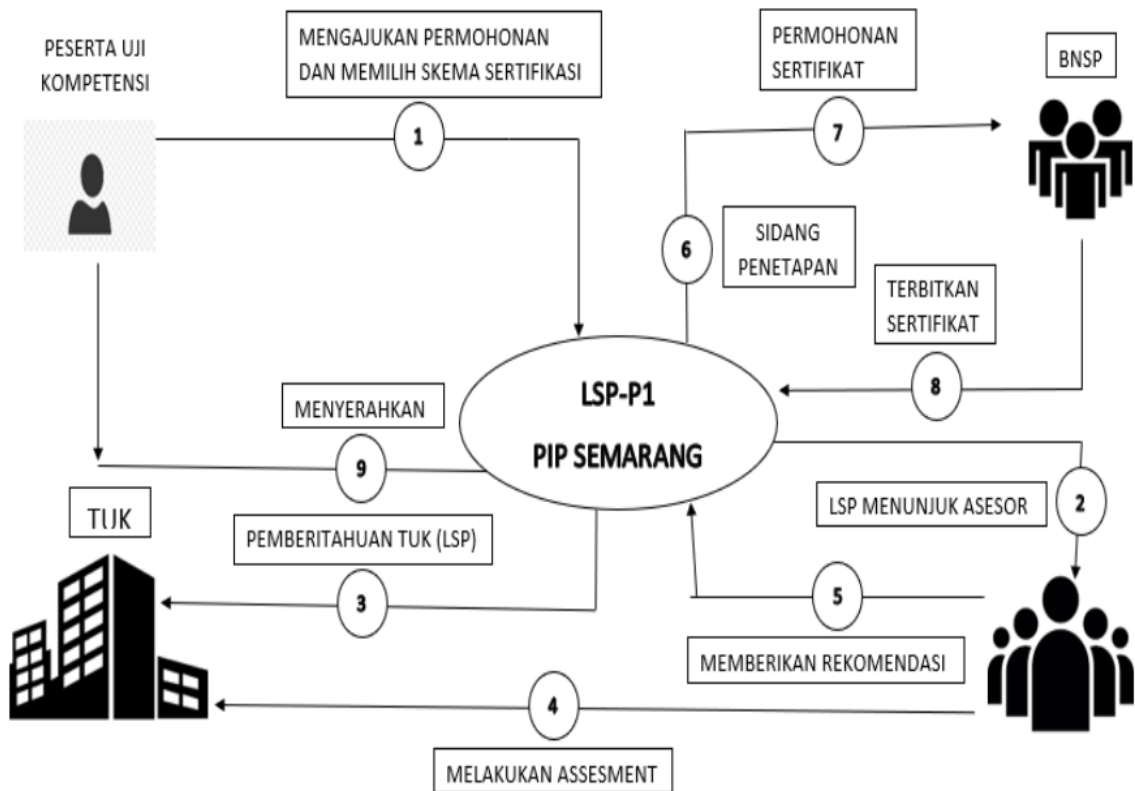 PESERTA UJI
KOMPETENSI
MENGAJUKAN PERMOHONAN
DAN MEMILIH SKEMA SERTIFIKASI
1
PERMOHONAN
SERTIFIKAT
7
BNSP
6
SIDANG
PENETAPAN
TERBITKAN
SERTIFIKAT
8
LSP-P1
PIP SEMARANG
MENYERAHKAN
9
LSP MENUNJUK ASESOR
2
TUK
PEMBERITAHUAN TUK (LSP)
3
5
MEMBERIKAN REKOMENDASI
4
MELAKUKAN ASSESMENT